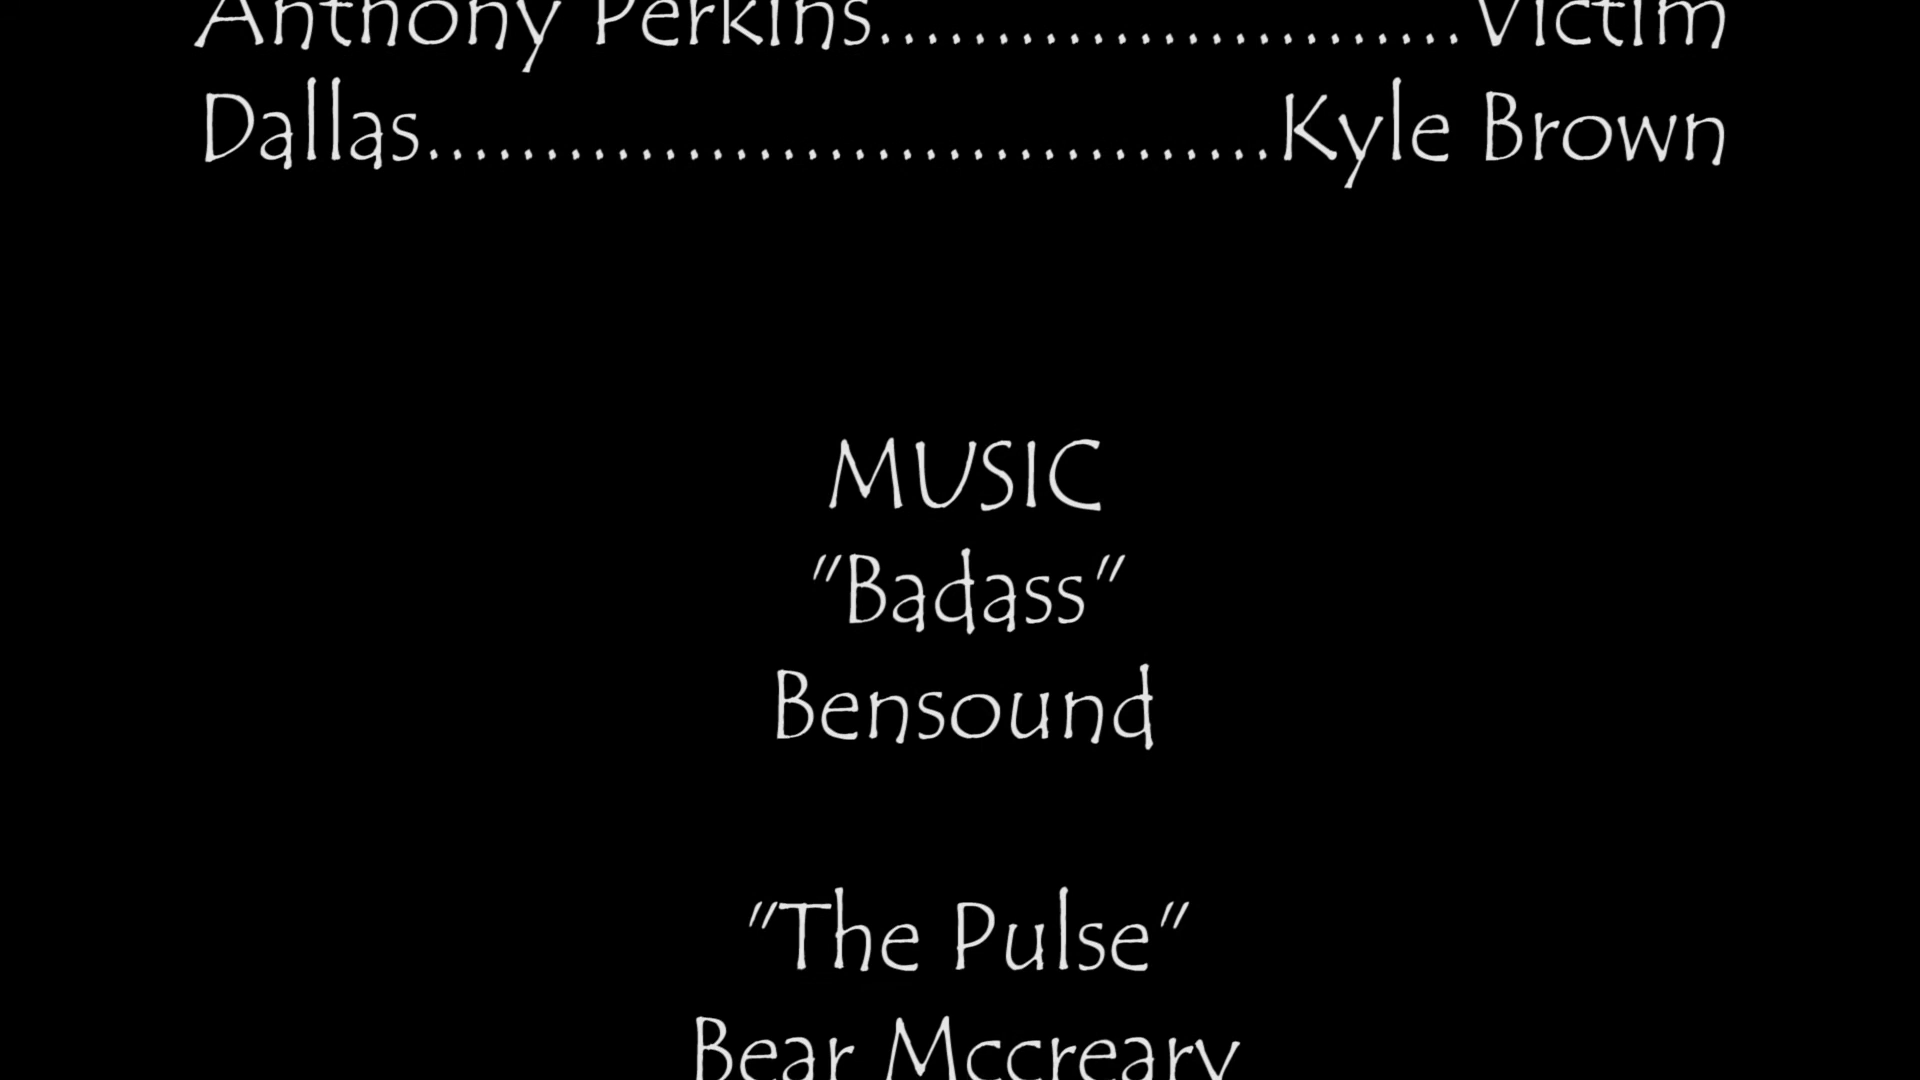 Anthony Perkins.........................Victim
Dallas....................................Kyle Brown
MUSIC
"Badass"
Bensound
"The Pulse"
Bear Mccreary